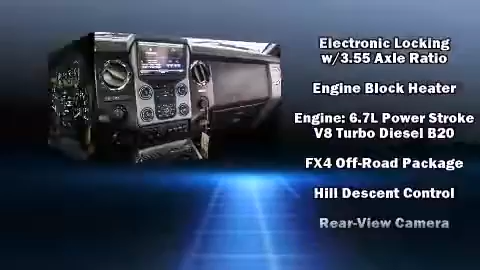 Electronic Locking
w/3.55 Axle Ratio
Engine Block Heater
Engine: 6.7L Power Stroke
V8 Turbo Diesel B20
FX4 Off-Road Package
Hill Descent Control
Rear-View Camera